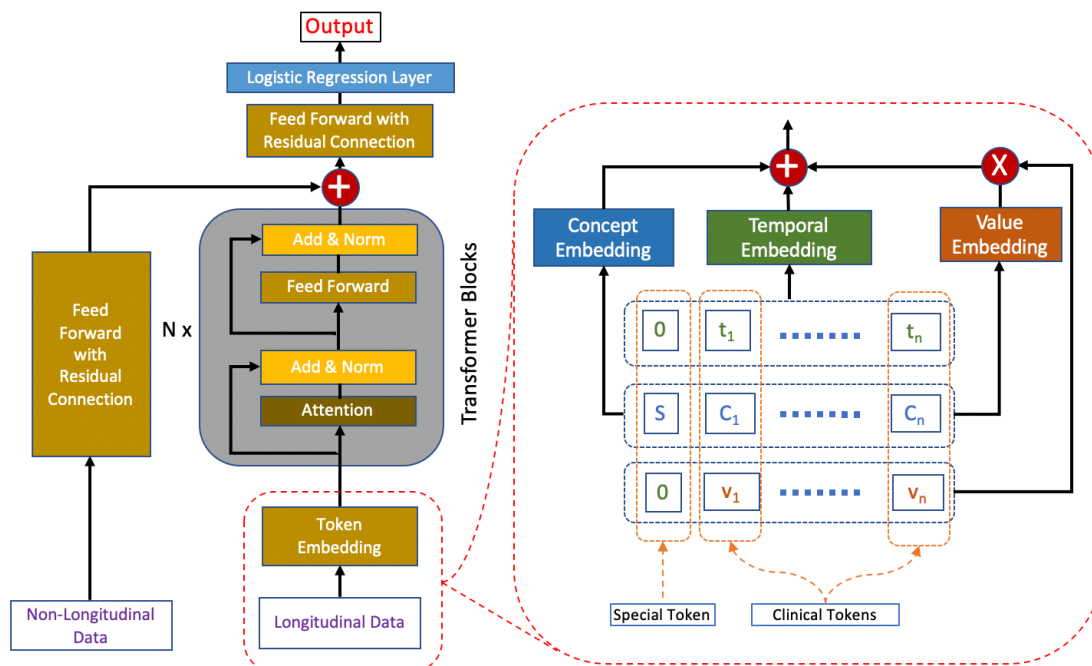 Output
Logistic Regression Layer
Feed Forward with
Residual Connection
+
Add & Norm
Feed Forward
Add & Norm
Attention
N x
Transformer Blocks
Feed
Forward
with
Residual
Connection
Token
Embedding
Non-Longitudinal
Data
Longitudinal Data
+
X
Concept
Embedding
Temporal
Embedding
Value
Embedding
0 t₁ tₙ
S C₁ Cₙ
0 v₁ vₙ
Special Token
Clinical Tokens